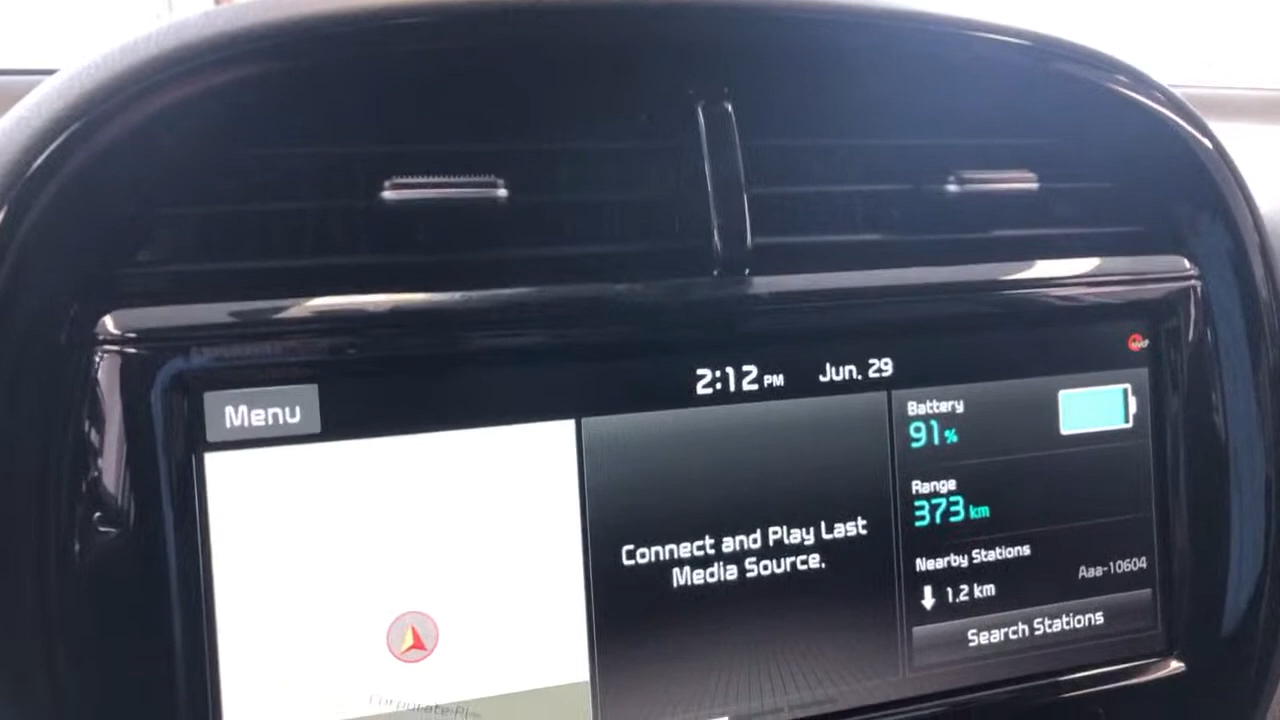 2:12 PM Jun. 29
Menu
Battery
91%
Range
373 km
Connect and Play Last
Media Source.
Nearby Stations
Aaa-10604
1.2 km
Search Stations